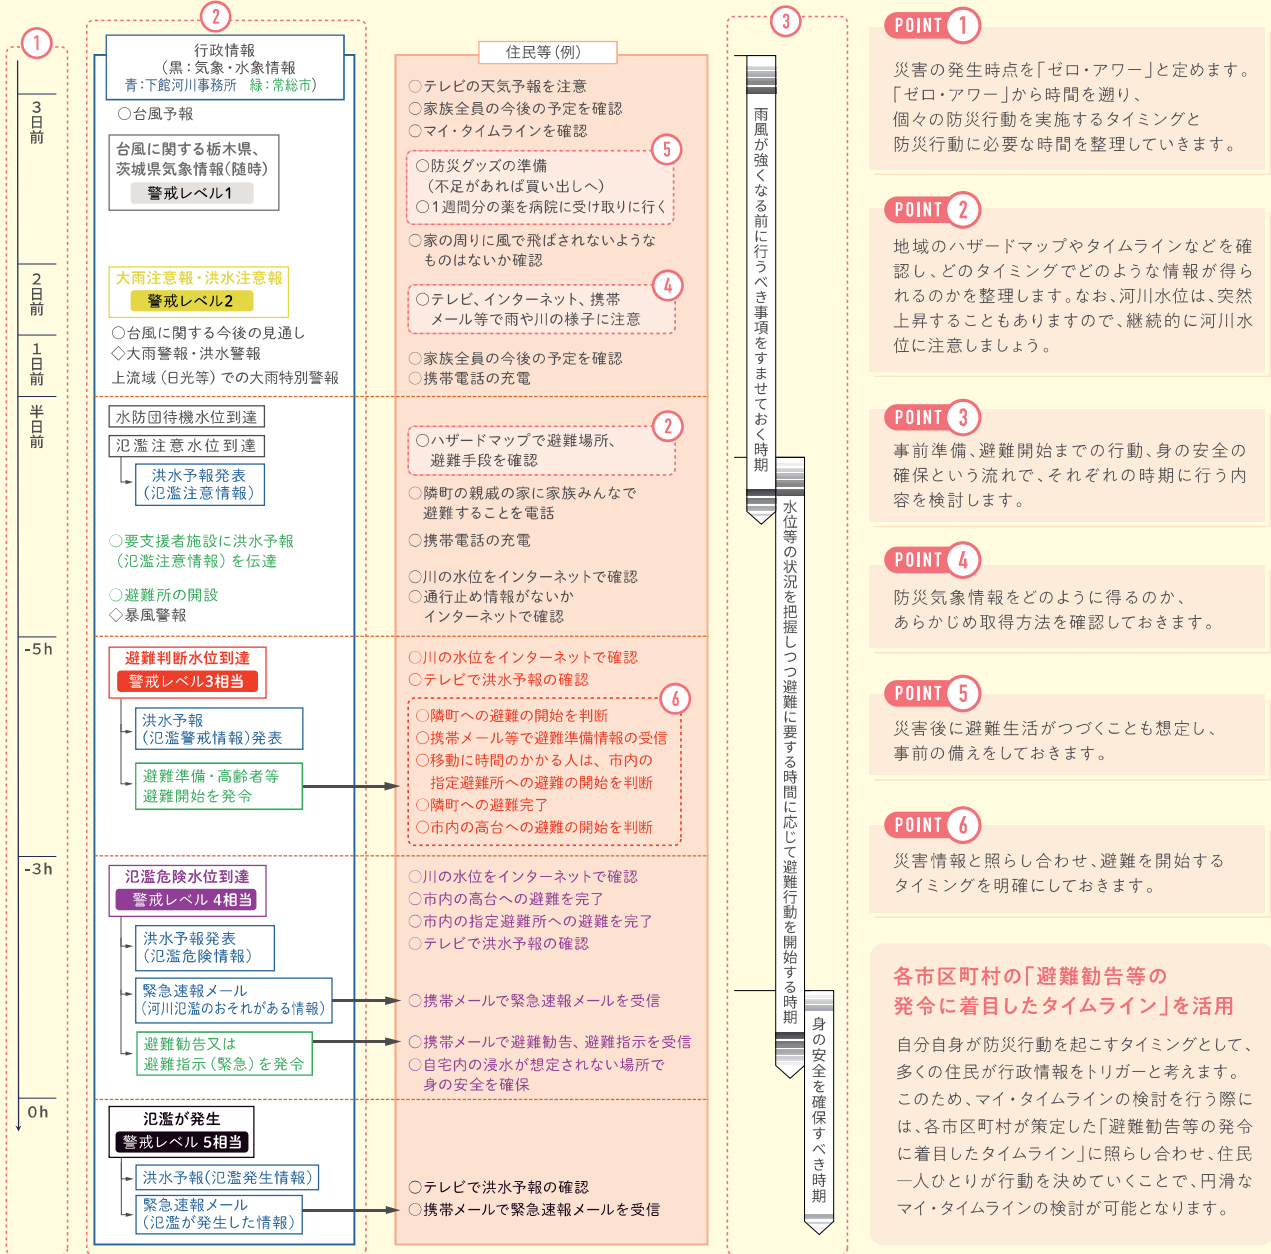 1
3日前
2日前
1日前
半日前
-5h
-3h
0h
2
行政情報
(黒:気象・水象情報
青:下館河川事務所 緑:常総市)
○台風予報
台風に関する栃木県、
茨城県気象情報(随時)
警戒レベル1
大雨注意報・洪水注意報
警戒レベル2
○台風に関する今後の見通し
◇大雨警報・洪水警報
上流域(日光等)での大雨特別警報
水防団待機水位到達
氾濫注意水位到達
洪水予報発表
(氾濫注意情報)
○要支援者施設に洪水予報
(氾濫注意情報)を伝達
○避難所の開設
◇暴風警報
避難判断水位到達
警戒レベル3相当
洪水予報
(氾濫警戒情報)発表
避難準備・高齢者等
避難開始を発令
氾濫危険水位到達
警戒レベル 4相当
洪水予報発表
(氾濫危険情報)
緊急速報メール
(河川氾濫のおそれがある情報)
避難勧告又は
避難指示(緊急)を発令
氾濫が発生
警戒レベル 5相当
洪水予報(氾濫発生情報)
緊急速報メール
(氾濫が発生した情報)
住民等(例)
○テレビの天気予報を注意
○家族全員の今後の予定を確認
○マイ・タイムラインを確認
5
○防災グッズの準備
(不足があれば買い出しへ)
○1週間分の薬を病院に受け取りに行く
○家の周りに風で飛ばされないような
ものはないか確認
4
○テレビ、インターネット、携帯
メール等で雨や川の様子に注意
○家族全員の今後の予定を確認
○携帯電話の充電
2
○ハザードマップで避難場所、
避難手段を確認
○隣町の親戚の家に家族みんなで
避難することを電話
○携帯電話の充電
○川の水位をインターネットで確認
○通行止め情報がないか
インターネットで確認
○川の水位をインターネットで確認
○テレビで洪水予報の確認
6
○隣町への避難の開始を判断
○携帯メール等で避難準備情報の受信
○移動に時間のかかる人は、市内の
指定避難所への避難の開始を判断
○隣町への避難完了
○市内の高台への避難の開始を判断
○川の水位をインターネットで確認
○市内の高台への避難を完了
○市内の指定避難所への避難を完了
○テレビで洪水予報の確認
○携帯メールで緊急速報メールを受信
○携帯メールで避難勧告、避難指示を受信
○自宅内の浸水が想定されない場所で
身の安全を確保
○テレビで洪水予報の確認
○携帯メールで緊急速報メールを受信
3
雨風が強くなる前に行うべき事項をすませておく時期
水位等の状況を把握しつつ避難に要する時間に応じて避難行動を開始する時期
身の安全を確保すべき時期
POINT 1
災害の発生時点を「ゼロ・アワー」と定めます。
「ゼロ・アワー」から時間を遡り、
個々の防災行動を実施するタイミングと
防災行動に必要な時間を整理していきます。
POINT 2
地域のハザードマップやタイムラインなどを確
認し、どのタイミングでどのような情報が得ら
れるのかを整理します。なお、河川水位は、突然
上昇することもありますので、継続的に河川水
位に注意しましょう。
POINT 3
事前準備、避難開始までの行動、身の安全の
確保という流れで、それぞれの時期に行う内
容を検討します。
POINT 4
防災気象情報をどのように得るのか、
あらかじめ取得方法を確認しておきます。
POINT 5
災害後に避難生活がつづくことも想定し、
事前の備えをしておきます。
POINT 6
災害情報と照らし合わせ、避難を開始する
タイミングを明確にしておきます。
各市区町村の「避難勧告等の
発令に着目したタイムライン」を活用
自分自身が防災行動を起こすタイミングとして、
多くの住民が行政情報をトリガーと考えます。
このため、マイ・タイムラインの検討を行う際に
は、各市区町村が策定した「避難勧告等の発令
に着目したタイムライン」に照らし合わせ、住民
一人ひとりが行動を決めていくことで、円滑な
マイ・タイムラインの検討が可能となります。